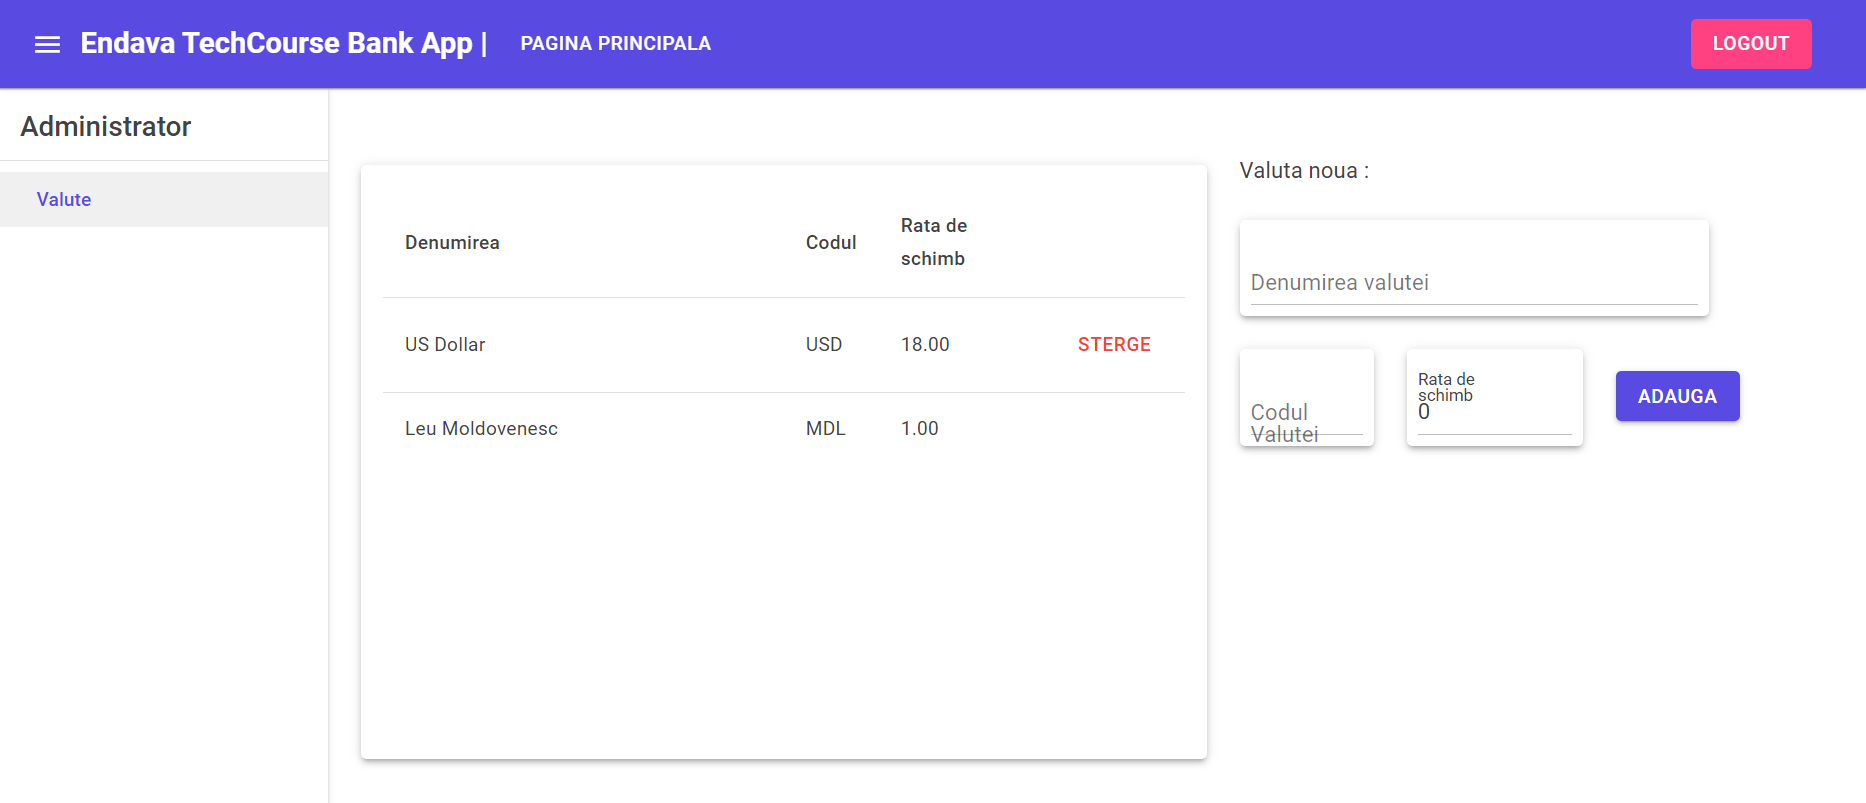 Endava TechCourse Bank App | PAGINA PRINCIPALA LOGOUT
Administrator
Valute
Denumirea Codul Rata de
schimb
US Dollar USD 18.00 STERGE
Leu Moldovenesc MDL 1.00
Valuta noua :
Denumirea valutei
Codul
Valutei
Rata de
schimb
0
ADAUGA